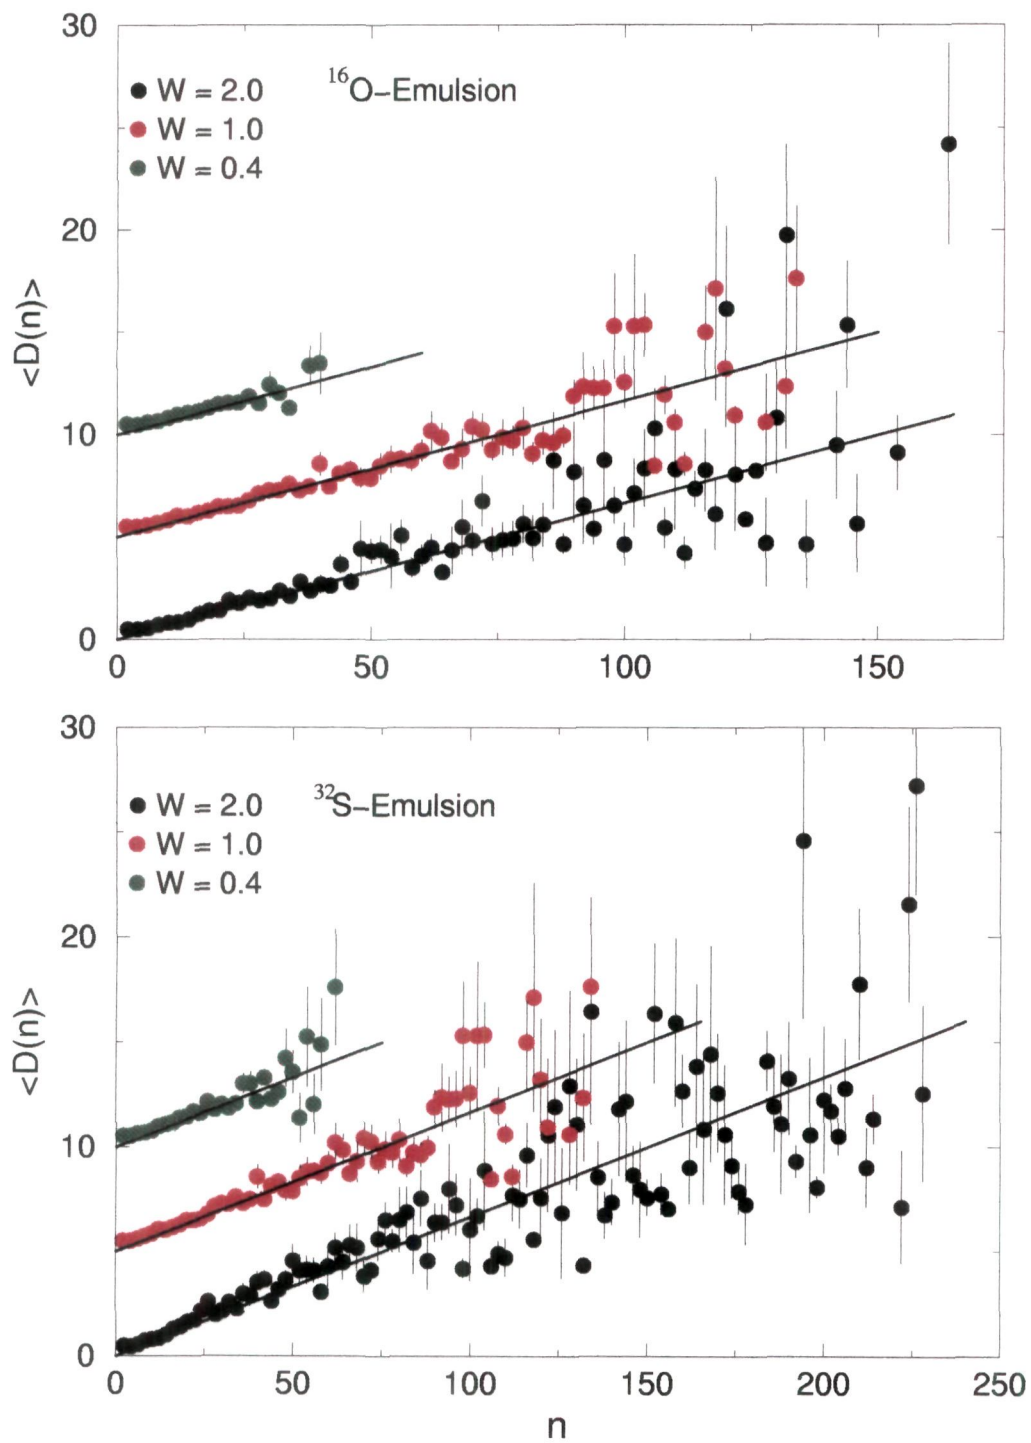 30
20
10
0
<D(n)>
W = 2.0
W = 1.0
W = 0.4
¹⁶O–Emulsion
0 50 100 150
30
20
10
0
<D(n)>
W = 2.0
W = 1.0
W = 0.4
³²S–Emulsion
0 50 100 150 200 250
n